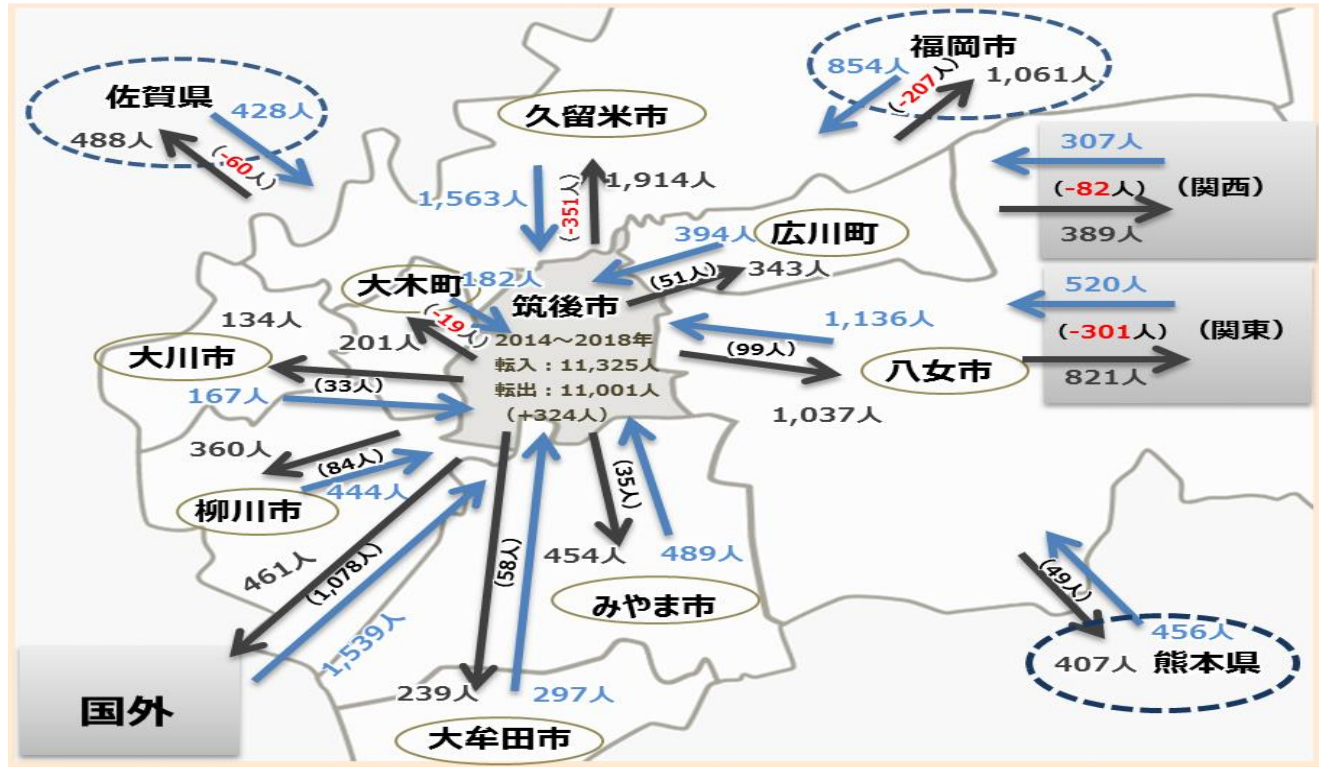 佐賀県
428人
488人
(-60人)
久留米市
1,563人
(-351人)
1,914人
福岡市
854人
(-207人)
1,061人
307人
(-82人)
(関西)
389人
520人
(-301人)
(関東)
821人
394人
広川町
(51人)
343人
大木町
182人
(-19人)
201人
筑後市
2014~2018年
転入:11,325人
転出:11,001人
(+324人)
1,136人
(99人)
八女市
1,037人
134人
大川市
(33人)
167人
360人
(84人)
444人
柳川市
461人
(1,078人)
1,539人
国外
(58人)
239人
297人
大牟田市
(35人)
454人
489人
みやま市
(49人)
456人
407人
熊本県